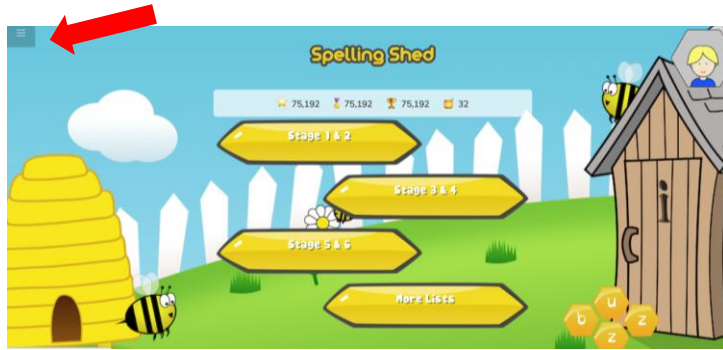 Spelling Shed
75,192 75,192 75,192 32
Stage 1 & 2
Stage 3 & 4
Stage 5 & 6
More Lists
i
b u z z